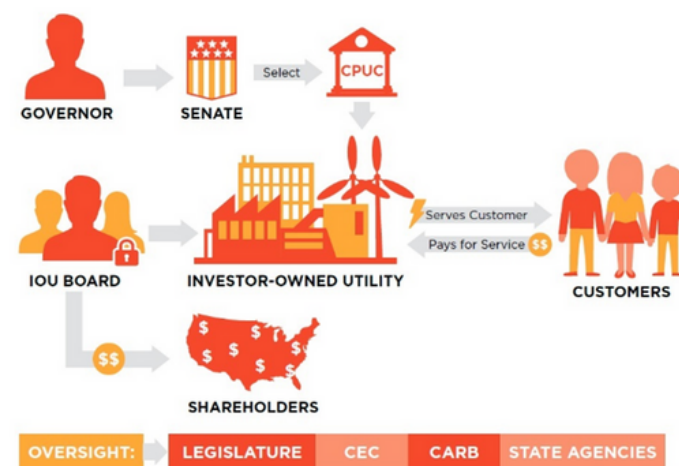 GOVERNOR
SENATE
Select
CPUC
IOU BOARD
INVESTOR-OWNED UTILITY
Serves Customer
Pays for Service $$
CUSTOMERS
$$
$ $ $ $ $ $ $ $
SHAREHOLDERS
OVERSIGHT: LEGISLATURE CEC CARB STATE AGENCIES